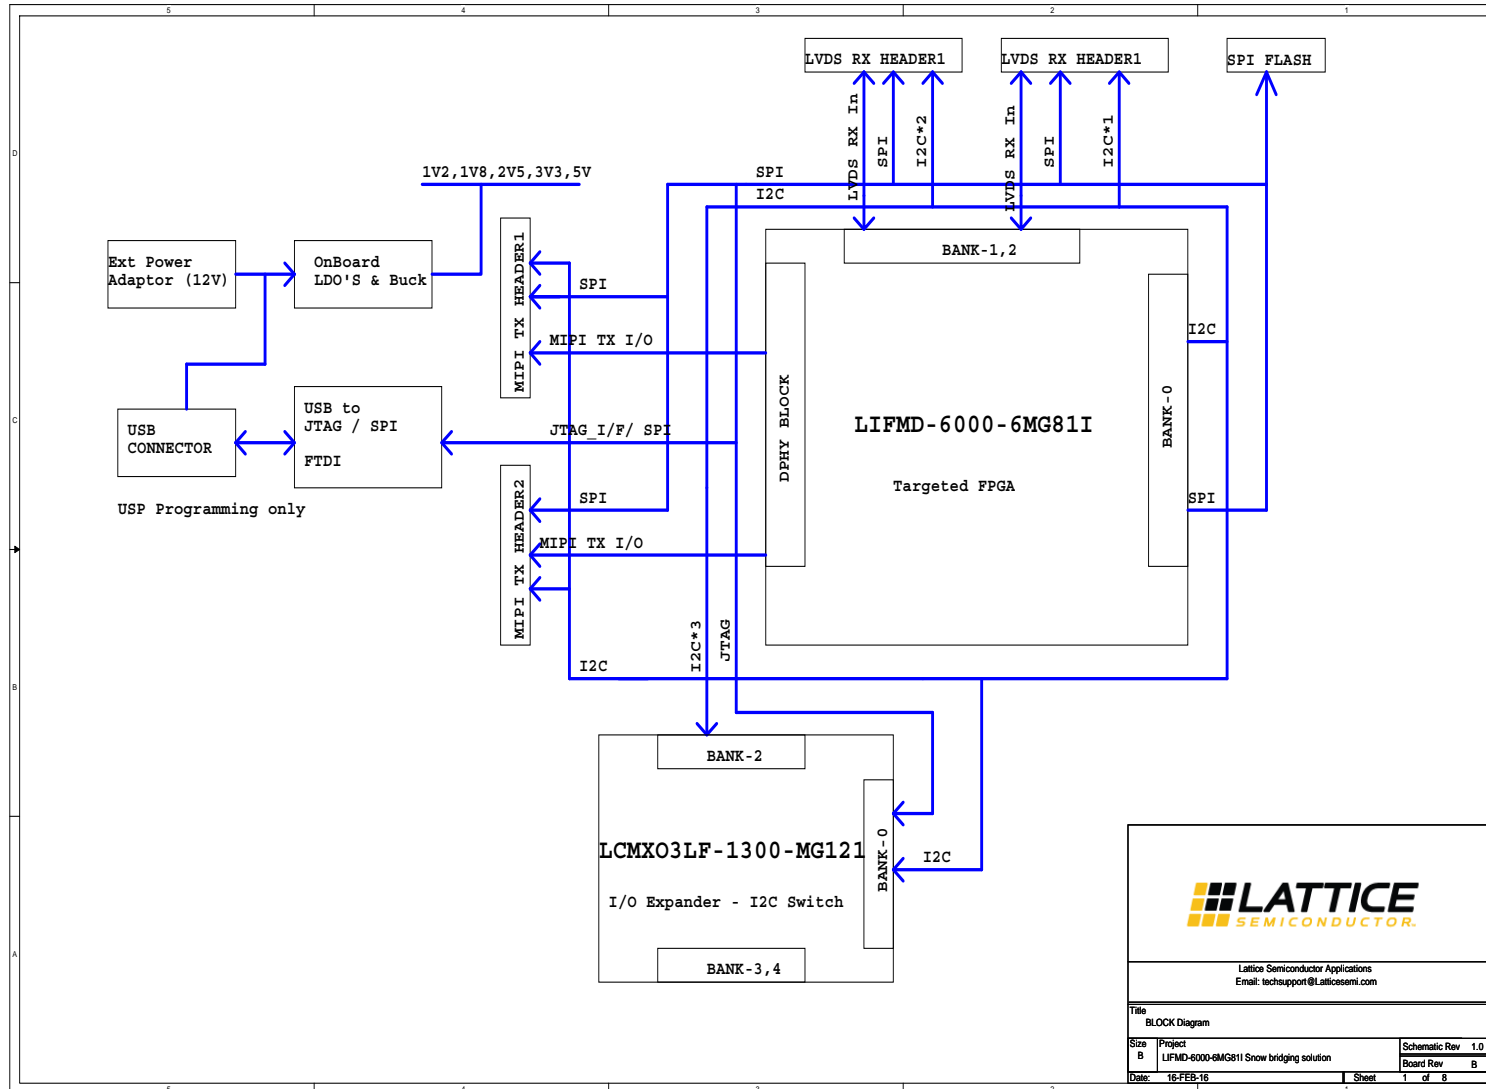 5 4 3 2 1
LVDS RX HEADER1
LVDS RX HEADER1
SPI FLASH
LVDS RX In
SPI
I2C*2
LVDS RX In
SPI
I2C*1
D
1V2,1V8,2V5,3V3,5V
SPI
I2C
MIPI TX HEADER1
BANK-1,2
Ext Power
Adaptor (12V)
OnBoard
LDO'S & Buck
SPI
I2C
MIPI TX I/O
DPHY BLOCK
BANK-0
LIFMD-6000-6MG81I
Targeted FPGA
C
USB
CONNECTOR
USB to
JTAG / SPI
FTDI
JTAG_I/F/ SPI
USP Programming only
MIPI TX HEADER2
SPI
SPI
MIPI TX I/O
I2C*3
JTAG
B
I2C
BANK-2
LCMXO3LF-1300-MG121
I/O Expander - I2C Switch
BANK-0
I2C
BANK-3,4
A
LATTICE
SEMICONDUCTOR.
Lattice Semiconductor Applications
Email: techsupport@Latticesemi.com
Title
BLOCK Diagram
Size
B
Project
LIFMD-6000-6MG81I Snow bridging solution
Schematic Rev 1.0
Board Rev B
Date: 16-FEB-16
Sheet 1 of 8
5 4 3 2 1